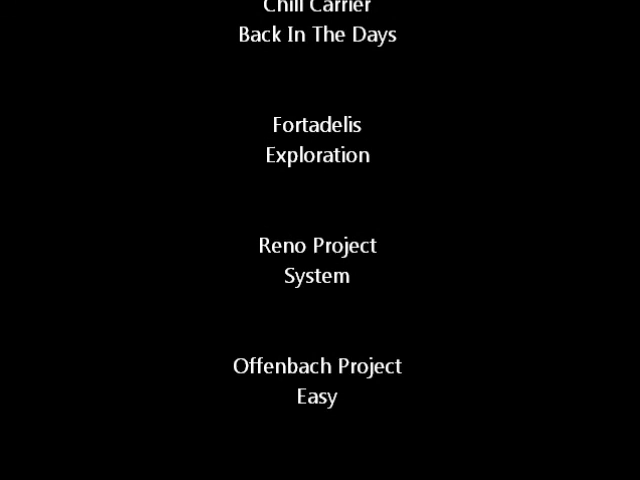 Chill Carrier
Back In The Days
Fortadelis
Exploration
Reno Project
System
Offenbach Project
Easy